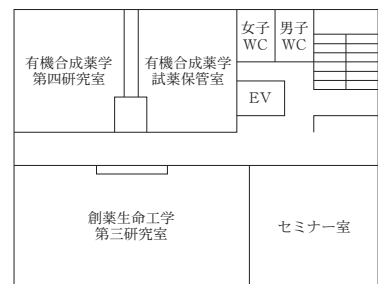 有機合成薬学
第四研究室
有機合成薬学
試薬保管室
女子
WC
男子
WC
EV
創薬生命工学
第三研究室
セミナー室